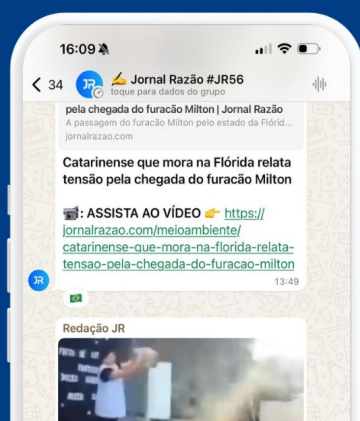 16:09
34
JR
✍️ Jornal Razão #JR56
toque para dados do grupo
pela chegada do furacão Milton | Jornal Razão
A passagem do furacão Milton pelo estado da Flórid...
jornalrazao.com
Catarinense que mora na Flórida relata
tensão pela chegada do furacão Milton
📹: ASSISTA AO VÍDEO 👉 https://
jornalrazao.com/meioambiente/
catarinense-que-mora-na-florida-relata-
tensao-pela-chegada-do-furacao-milton
13:49
JR
Redação JR